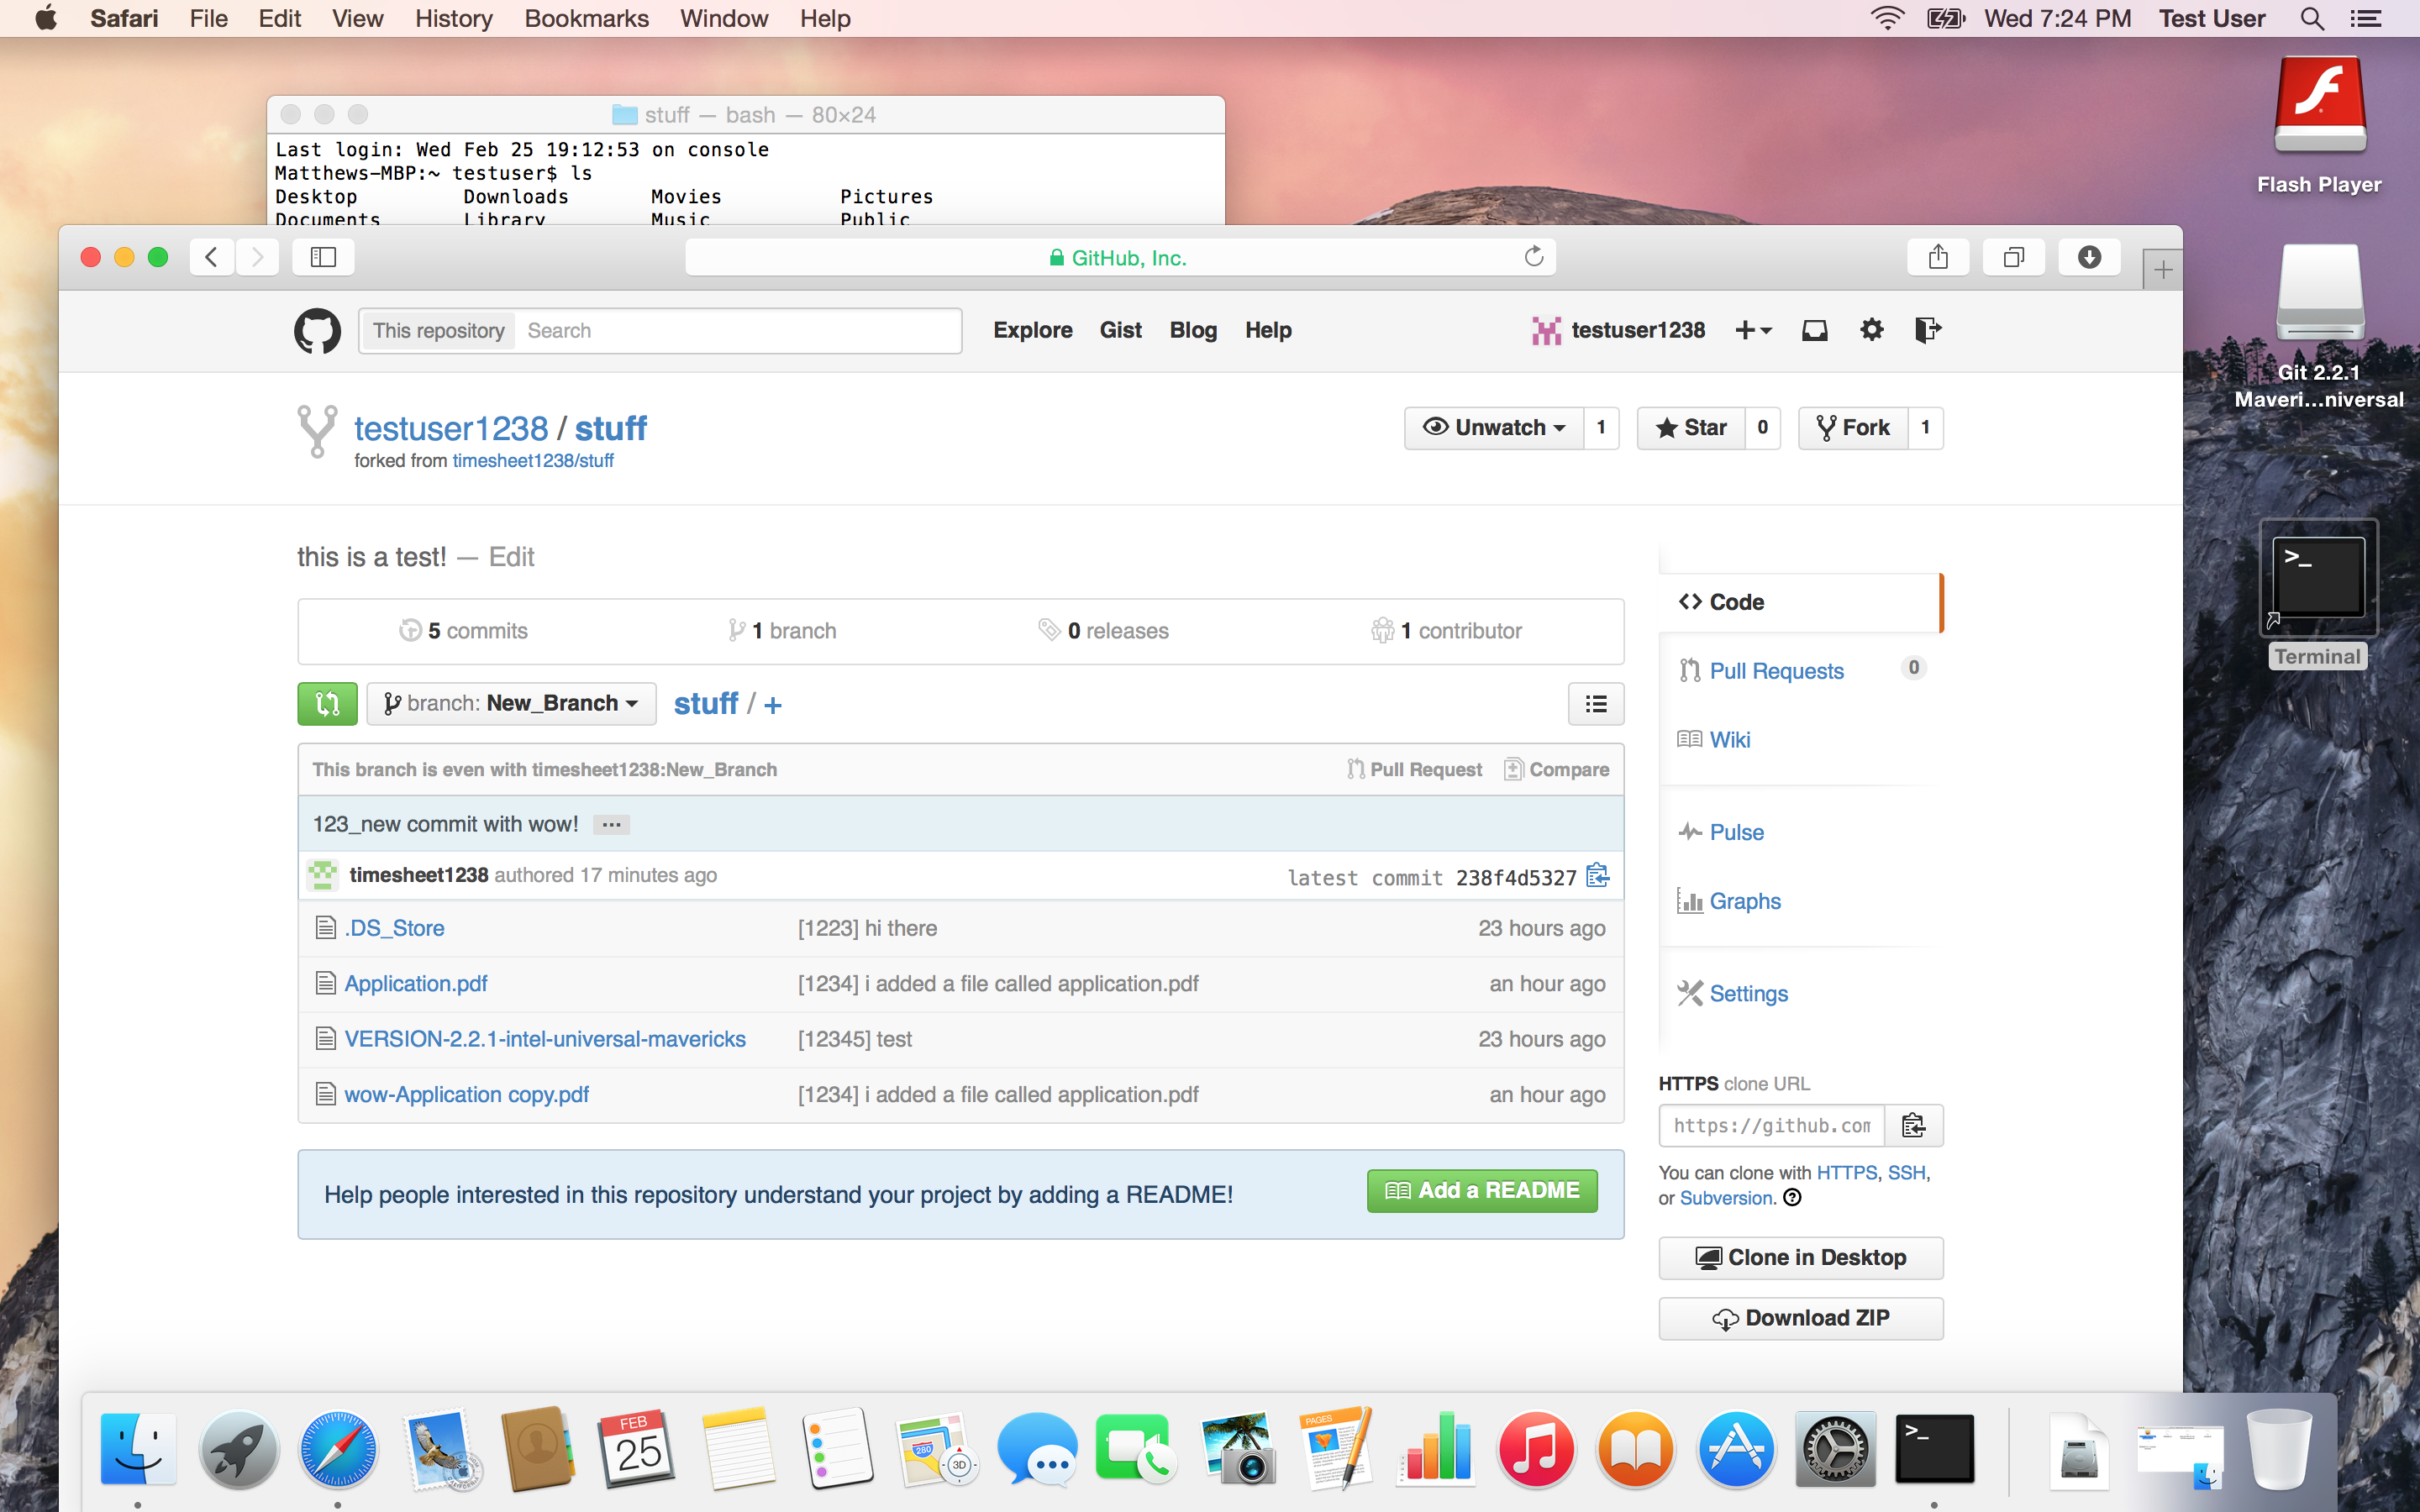 Safari File Edit View History Bookmarks Window Help Wed 7:24 PM Test User
Flash Player
Git 2.2.1
Maveri...niversal
Terminal
stuff — bash — 80×24
Last login: Wed Feb 25 19:12:53 on console
Matthews-MBP:~ testuser$ ls
Desktop Downloads Movies Pictures
Documents Library Music Public
GitHub, Inc.
This repository Search Explore Gist Blog Help testuser1238
testuser1238 / stuff
forked from timesheet1238/stuff
Unwatch 1 Star 0 Fork 1
this is a test! — Edit
5 commits 1 branch 0 releases 1 contributor
branch: New_Branch stuff / +
This branch is even with timesheet1238:New_Branch Pull Request Compare
123_new commit with wow! ...
timesheet1238 authored 17 minutes ago latest commit 238f4d5327
.DS_Store [1223] hi there 23 hours ago
Application.pdf [1234] i added a file called application.pdf an hour ago
VERSION-2.2.1-intel-universal-mavericks [12345] test 23 hours ago
wow-Application copy.pdf [1234] i added a file called application.pdf an hour ago
Help people interested in this repository understand your project by adding a README! Add a README
Code
Pull Requests 0
Wiki
Pulse
Graphs
Settings
HTTPS clone URL
https://github.com
You can clone with HTTPS, SSH,
or Subversion.
Clone in Desktop
Download ZIP
FEB
25
280
3D
PAGES